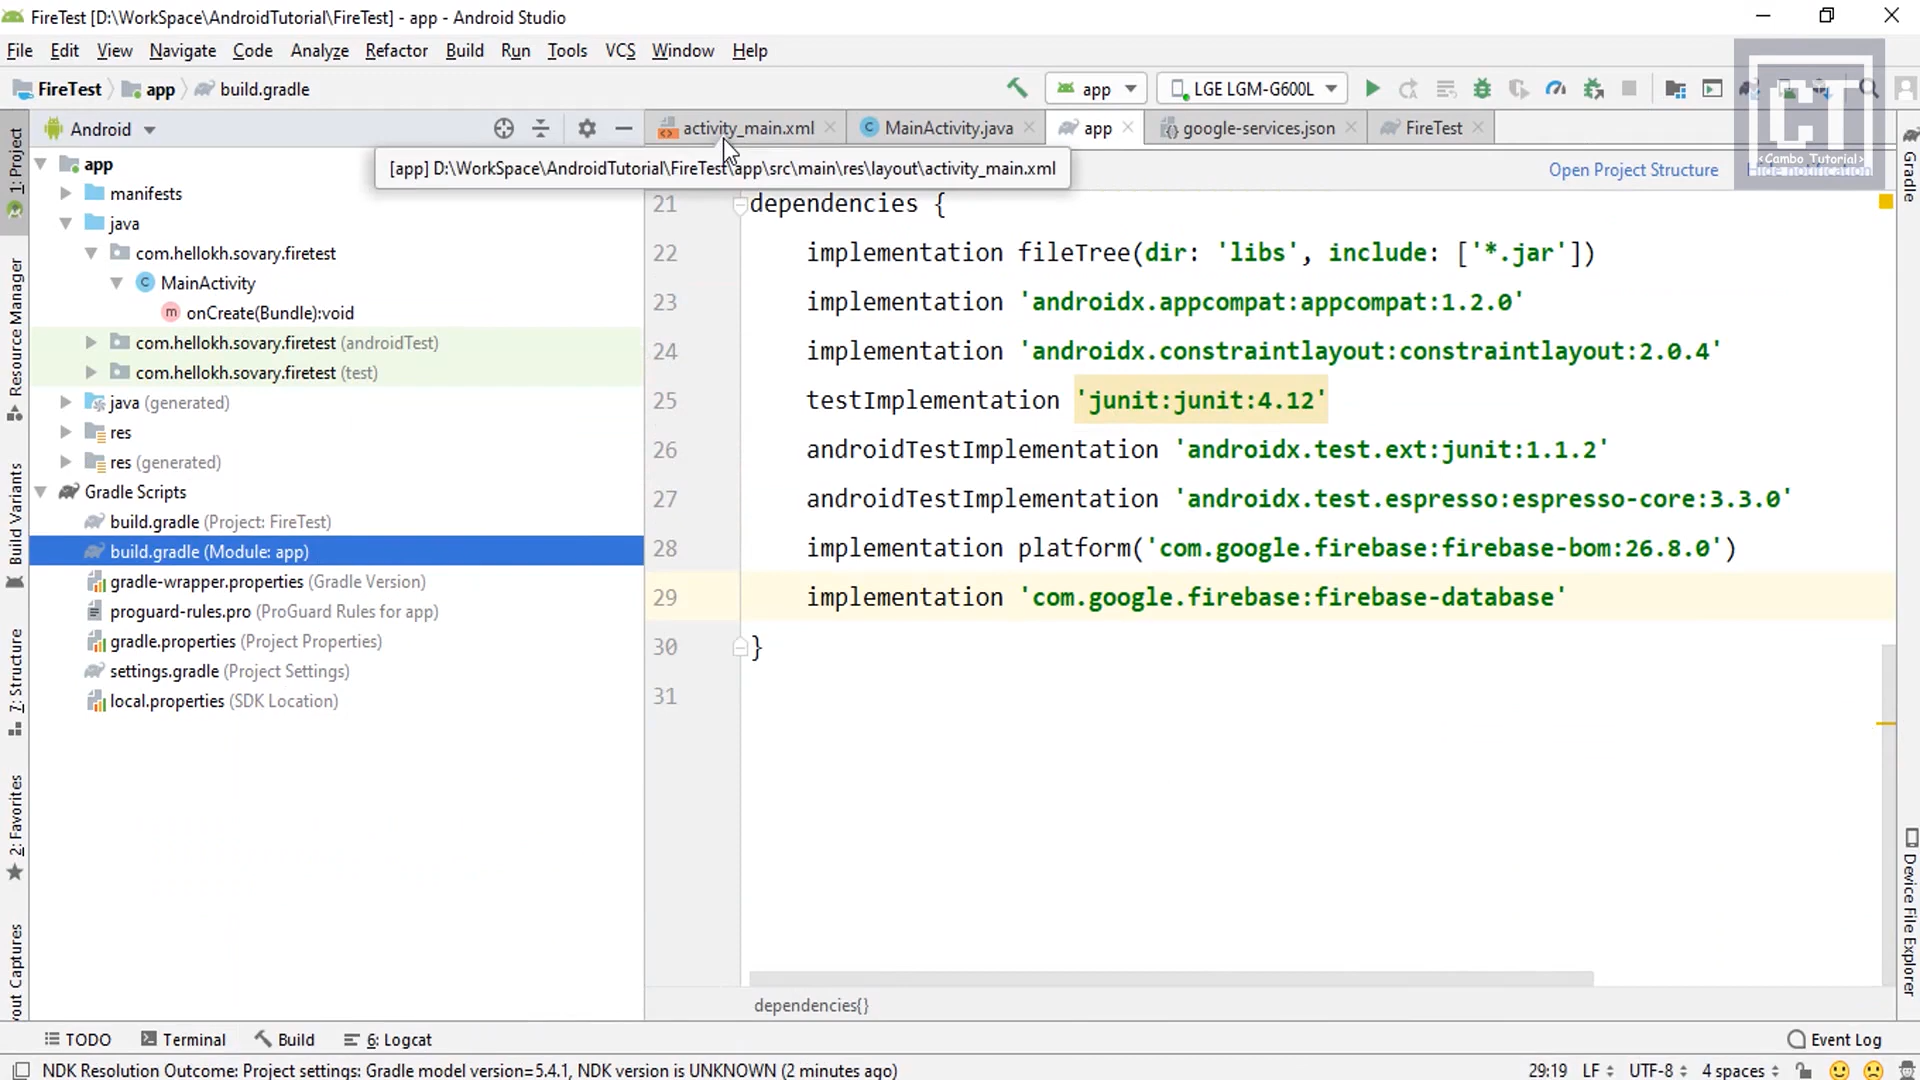 FireTest [D:\WorkSpace\AndroidTutorial\FireTest] - app - Android Studio
File Edit View Navigate Code Analyze Refactor Build Run Tools VCS Window Help
FireTest app build.gradle
app LGE LGM-G600L
CT
<Cambo Tutorial>
Android
activity_main.xml MainActivity.java app google-services.json FireTest
[app] D:\WorkSpace\AndroidTutorial\FireTest\app\src\main\res\layout\activity_main.xml
Open Project Structure Hide notification
1: Project
Resource Manager
Build Variants
7: Structure
2: Favorites
out Captures
app
manifests
java
com.hellokh.sovary.firetest
MainActivity
onCreate(Bundle):void
com.hellokh.sovary.firetest (androidTest)
com.hellokh.sovary.firetest (test)
java (generated)
res
res (generated)
Gradle Scripts
build.gradle (Project: FireTest)
build.gradle (Module: app)
gradle-wrapper.properties (Gradle Version)
proguard-rules.pro (ProGuard Rules for app)
gradle.properties (Project Properties)
settings.gradle (Project Settings)
local.properties (SDK Location)
21 dependencies {
22 implementation fileTree(dir: 'libs', include: ['*.jar'])
23 implementation 'androidx.appcompat:appcompat:1.2.0'
24 implementation 'androidx.constraintlayout:constraintlayout:2.0.4'
25 testImplementation 'junit:junit:4.12'
26 androidTestImplementation 'androidx.test.ext:junit:1.1.2'
27 androidTestImplementation 'androidx.test.espresso:espresso-core:3.3.0'
28 implementation platform('com.google.firebase:firebase-bom:26.8.0')
29 implementation 'com.google.firebase:firebase-database'
30 }
31
dependencies{}
Gradle
Device File Explorer
TODO Terminal Build 6: Logcat Event Log
NDK Resolution Outcome: Project settings: Gradle model version=5.4.1, NDK version is UNKNOWN (2 minutes ago) 29:19 LF UTF-8 4 spaces